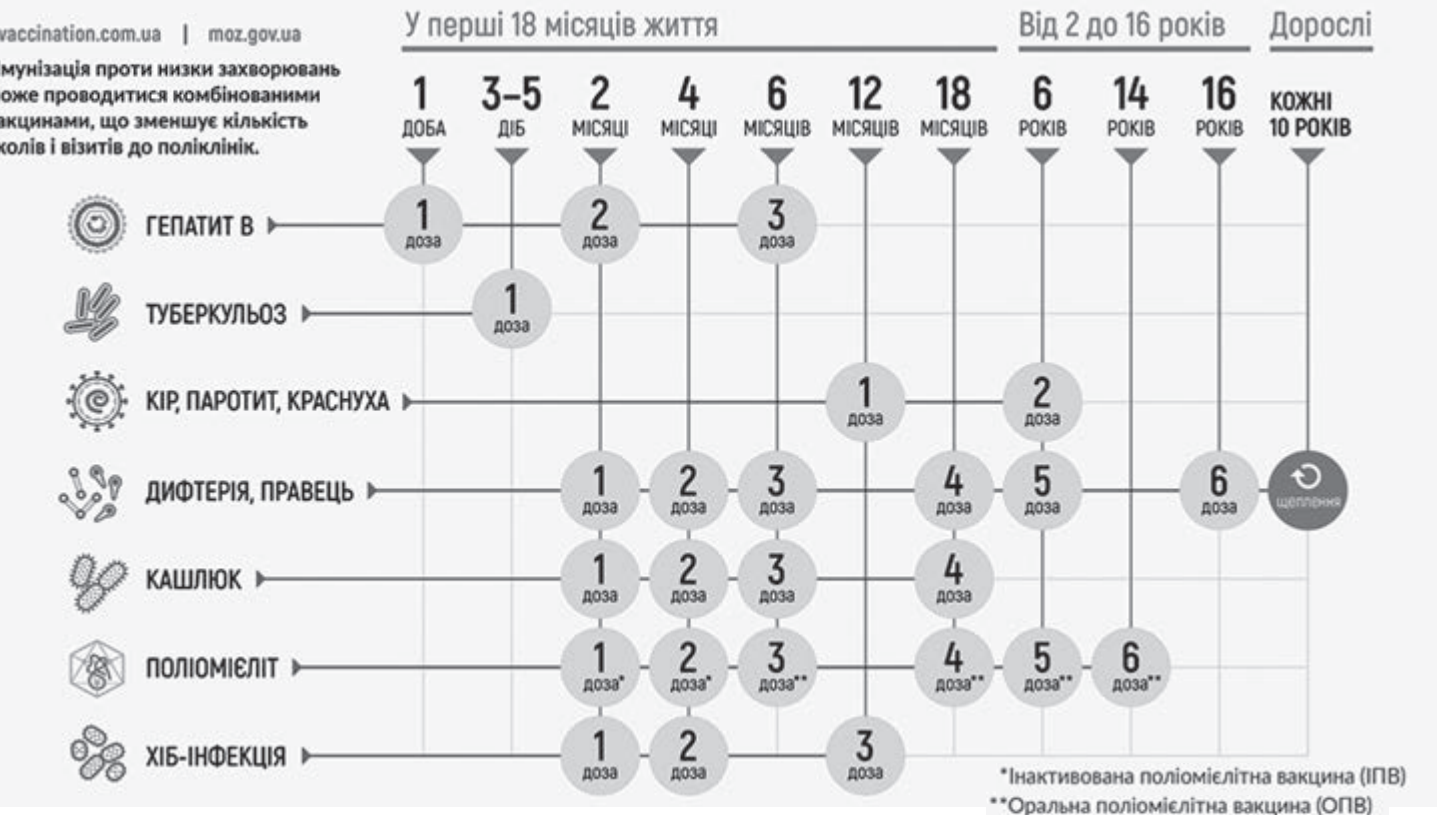 vaccination.com.ua | moz.gov.ua
мунізація проти низки захворювань
оже проводитися комбінованими
акцинами, що зменшує кількість
колів і візитів до поліклінік.
У перші 18 місяців життя
Від 2 до 16 років
Дорослі
1 ДОБА
3–5 ДІБ
2 МІСЯЦІ
4 МІСЯЦІ
6 МІСЯЦІВ
12 МІСЯЦІВ
18 МІСЯЦІВ
6 РОКІВ
14 РОКІВ
16 РОКІВ
КОЖНІ
10 РОКІВ
ГЕПАТИТ В
1 доза
2 доза
3 доза
ТУБЕРКУЛЬОЗ
1 доза
КІР, ПАРОТИТ, КРАСНУХА
1 доза
2 доза
ДИФТЕРІЯ, ПРАВЕЦЬ
1 доза
2 доза
3 доза
4 доза
5 доза
6 доза
щеплення
КАШЛЮК
1 доза
2 доза
3 доза
4 доза
ПОЛІОМІЄЛІТ
1 доза*
2 доза*
3 доза**
4 доза**
5 доза**
6 доза**
ХІБ-ІНФЕКЦІЯ
1 доза
2 доза
3 доза
*Інактивована поліомієлітна вакцина (ІПВ)
**Оральна поліомієлітна вакцина (ОПВ)